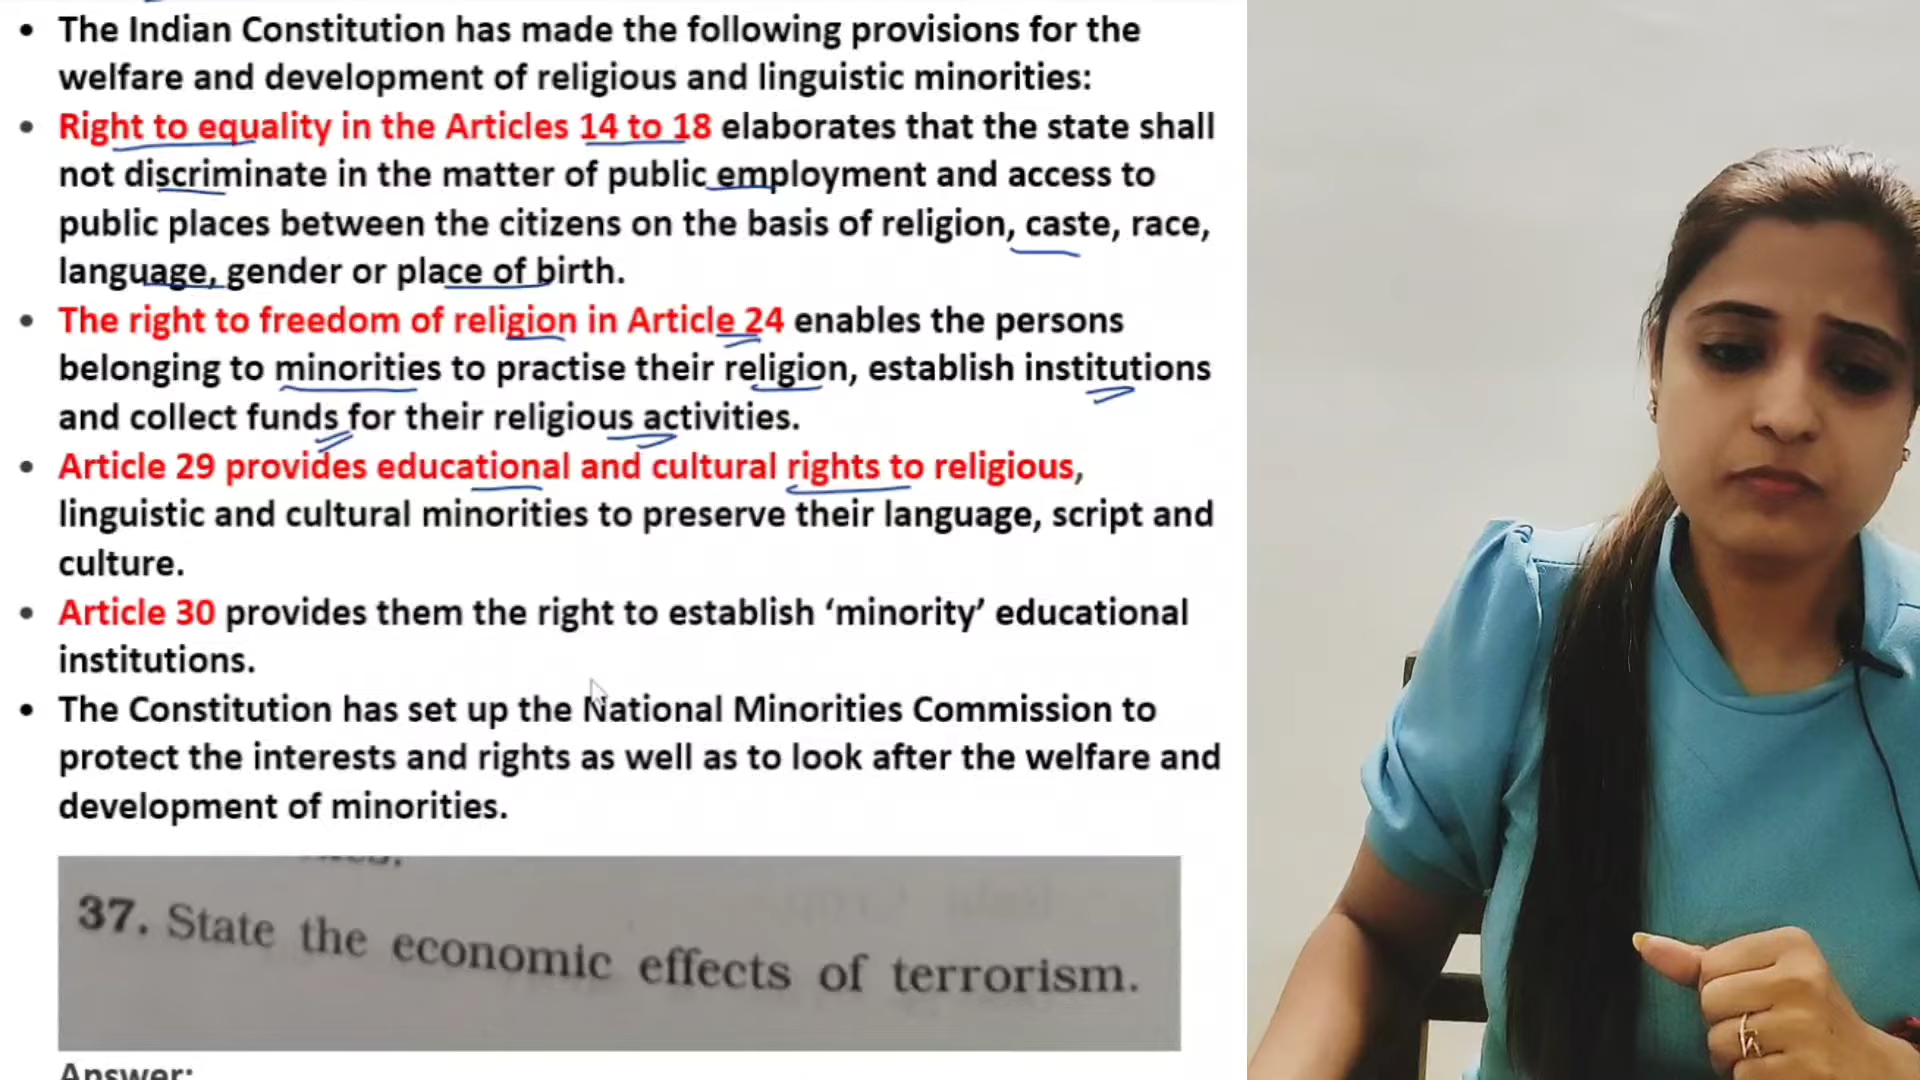 • The Indian Constitution has made the following provisions for the
welfare and development of religious and linguistic minorities:
• Right to equality in the Articles 14 to 18 elaborates that the state shall
not discriminate in the matter of public employment and access to
public places between the citizens on the basis of religion, caste, race,
language, gender or place of birth.
• The right to freedom of religion in Article 24 enables the persons
belonging to minorities to practise their religion, establish institutions
and collect funds for their religious activities.
• Article 29 provides educational and cultural rights to religious,
linguistic and cultural minorities to preserve their language, script and
culture.
• Article 30 provides them the right to establish ‘minority’ educational
institutions.
• The Constitution has set up the National Minorities Commission to
protect the interests and rights as well as to look after the welfare and
development of minorities.
37. State the economic effects of terrorism.
Answer: